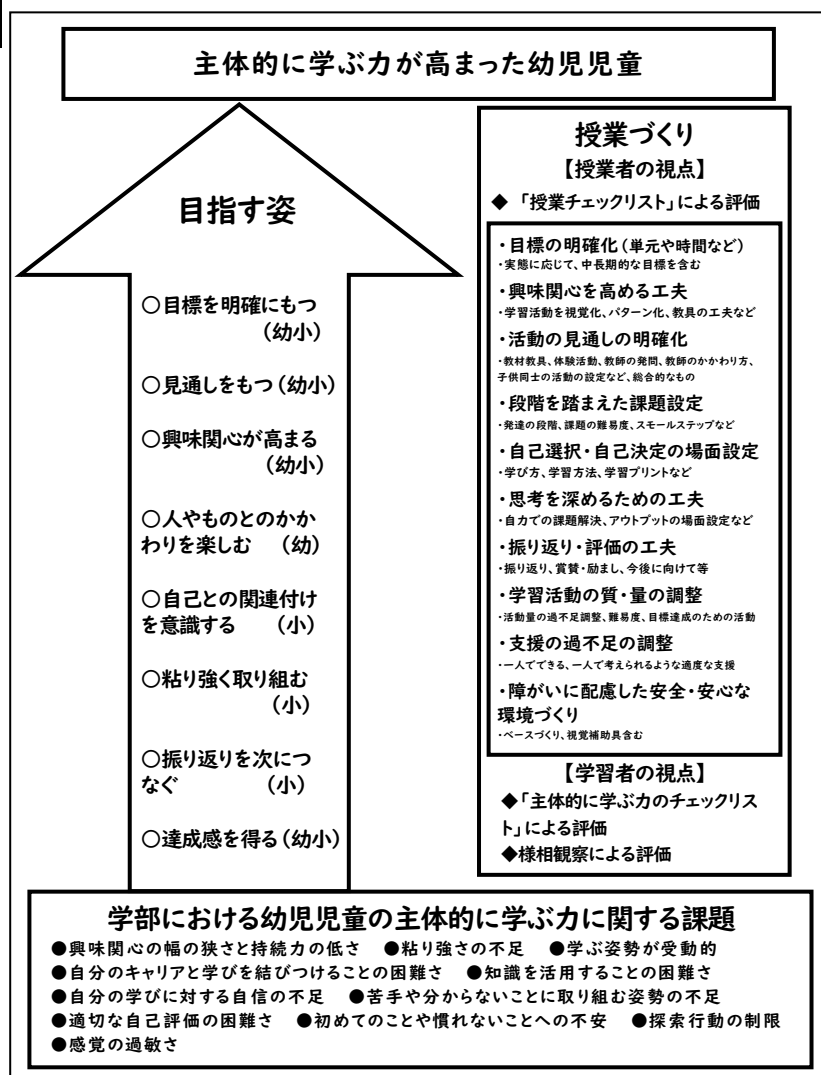 主体的に学ぶ力が高まった幼児児童
目指す姿
○目標を明確にもつ
(幼小)
○見通しをもつ(幼小)
○興味関心が高まる
(幼小)
○人やものとのかか
わりを楽しむ (幼)
○自己との関連付け
を意識する (小)
○粘り強く取り組む
(小)
○振り返りを次につ
なぐ (小)
○達成感を得る(幼小)
授業づくり
【授業者の視点】
◆「授業チェックリスト」による評価
・目標の明確化(単元や時間など)
・実態に応じて、中長期的な目標を含む
・興味関心を高める工夫
・学習活動を視覚化、パターン化、教具の工夫など
・活動の見通しの明確化
・教材教具、体験活動、教師の発問、教師のかかわり方、
子供同士の活動の設定など、総合的なもの
・段階を踏まえた課題設定
・発達の段階、課題の難易度、スモールステップなど
・自己選択・自己決定の場面設定
・学び方、学習方法、学習プリントなど
・思考を深めるための工夫
・自力での課題解決、アウトプットの場面設定など
・振り返り・評価の工夫
・振り返り、賞賛・励まし、今後に向けて等
・学習活動の質・量の調整
・活動量の過不足調整、難易度、目標達成のための活動
・支援の過不足の調整
・一人でできる、一人で考えられるような適度な支援
・障がいに配慮した安全・安心な
環境づくり
・ベースづくり、視覚補助具含む
【学習者の視点】
◆「主体的に学ぶ力のチェックリス
ト」による評価
◆様相観察による評価
学部における幼児児童の主体的に学ぶ力に関する課題
●興味関心の幅の狭さと持続力の低さ ●粘り強さの不足 ●学ぶ姿勢が受動的
●自分のキャリアと学びを結びつけることの困難さ ●知識を活用することの困難さ
●自分の学びに対する自信の不足 ●苦手や分からないことに取り組む姿勢の不足
●適切な自己評価の困難さ ●初めてのことや慣れないことへの不安 ●探索行動の制限
●感覚の過敏さ